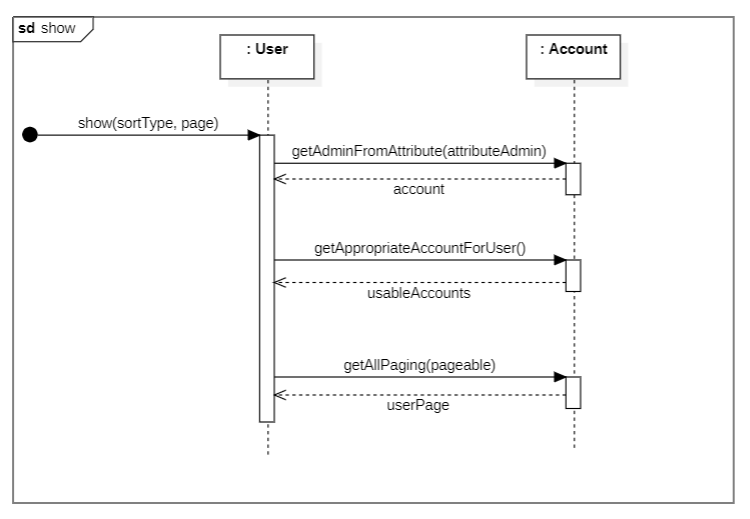 sd show
: User
: Account
show(sortType, page)
getAdminFromAttribute(attributeAdmin)
account
getAppropriateAccountForUser()
usableAccounts
getAllPaging(pageable)
userPage